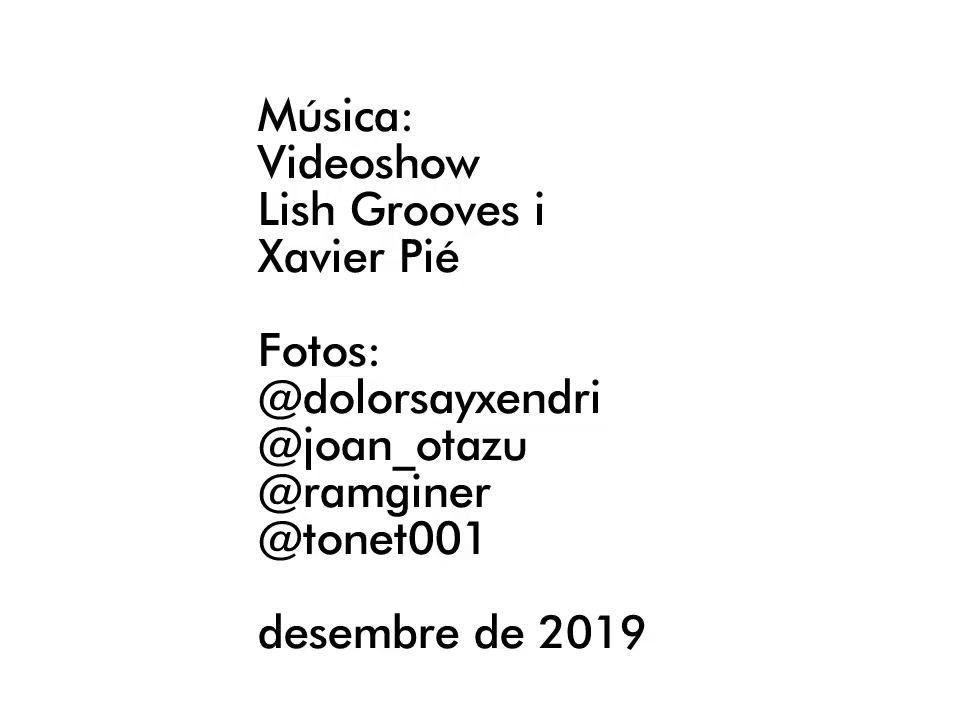 Música:
Videoshow
Lish Grooves i
Xavier Pié
Fotos:
@dolorsayxendri
@joan_otazu
@ramginer
@tonet001
desembre de 2019